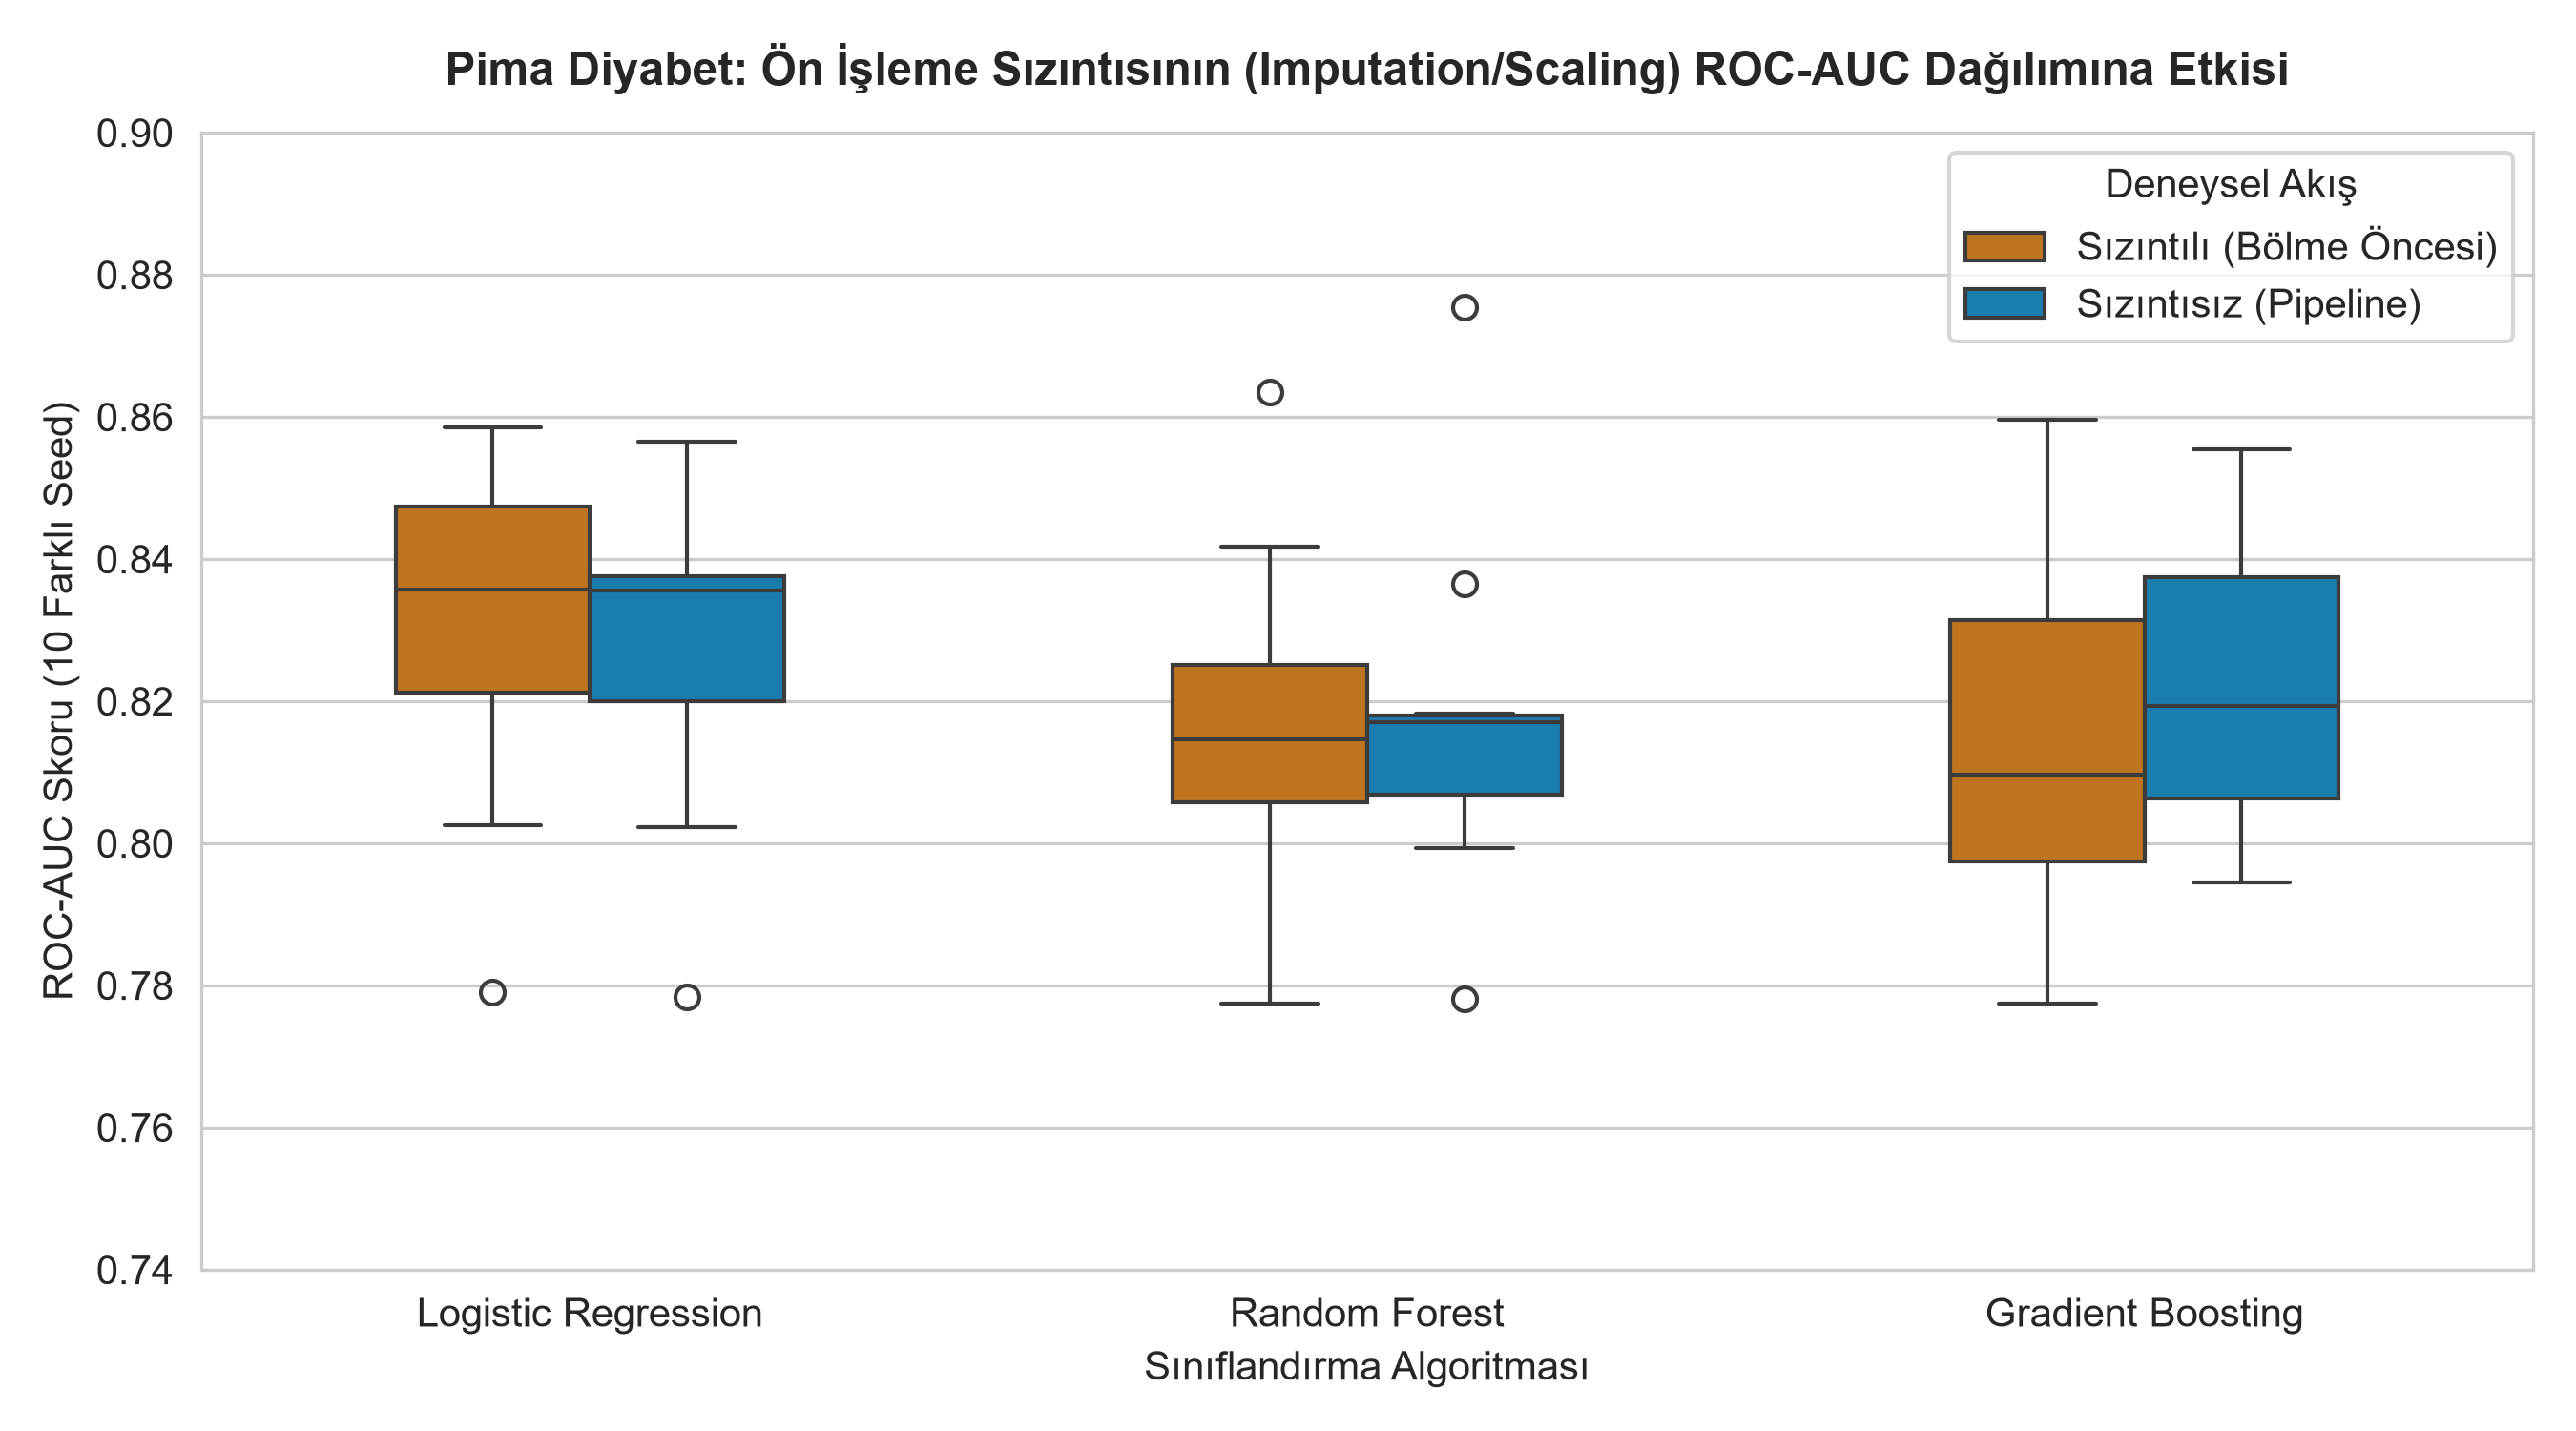 Pima Diyabet: Ön İşleme Sızıntısının (Imputation/Scaling) ROC-AUC Dağılımına Etkisi
ROC-AUC Skoru (10 Farklı Seed)
0.90
0.88
0.86
0.84
0.82
0.80
0.78
0.76
0.74
Deneysel Akış
Sızıntılı (Bölme Öncesi)
Sızıntısız (Pipeline)
Logistic Regression
Random Forest
Gradient Boosting
Sınıflandırma Algoritması